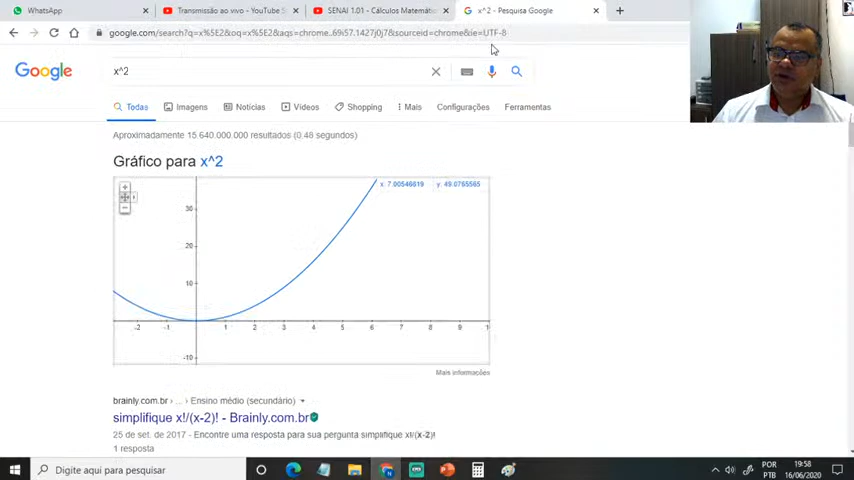 WhatsApp
Transmissão ao vivo - YouTube S
SENAI 1.01 - Cálculos Matemáti
x^2 - Pesquisa Google
google.com/search?q=x%5E2&oq=x%5E2&aqs=chrome..69i57.1427j0j7&sourceid=chrome&ie=UTF-8
Google
x^2
Todas
Imagens
Notícias
Vídeos
Shopping
Mais
Configurações
Ferramentas
Aproximadamente 15 640.000.000 resultados (0.48 segundos)
Gráfico para x^2
x: 7.00546619 y: 49.0765565
30
20
10
-2 -1 1 2 3 4 5 6 7 8 9 10
-10
Mais informações
brainly.com.br › ... › Ensino médio (secundário)
simplifique x!/(x-2)! - Brainly.com.br
25 de set. de 2017 - Encontre uma resposta para sua pergunta simplifique x!/(x-2)!
1 resposta
Digite aqui para pesquisar
POR
PTB
19:58
16/06/2020